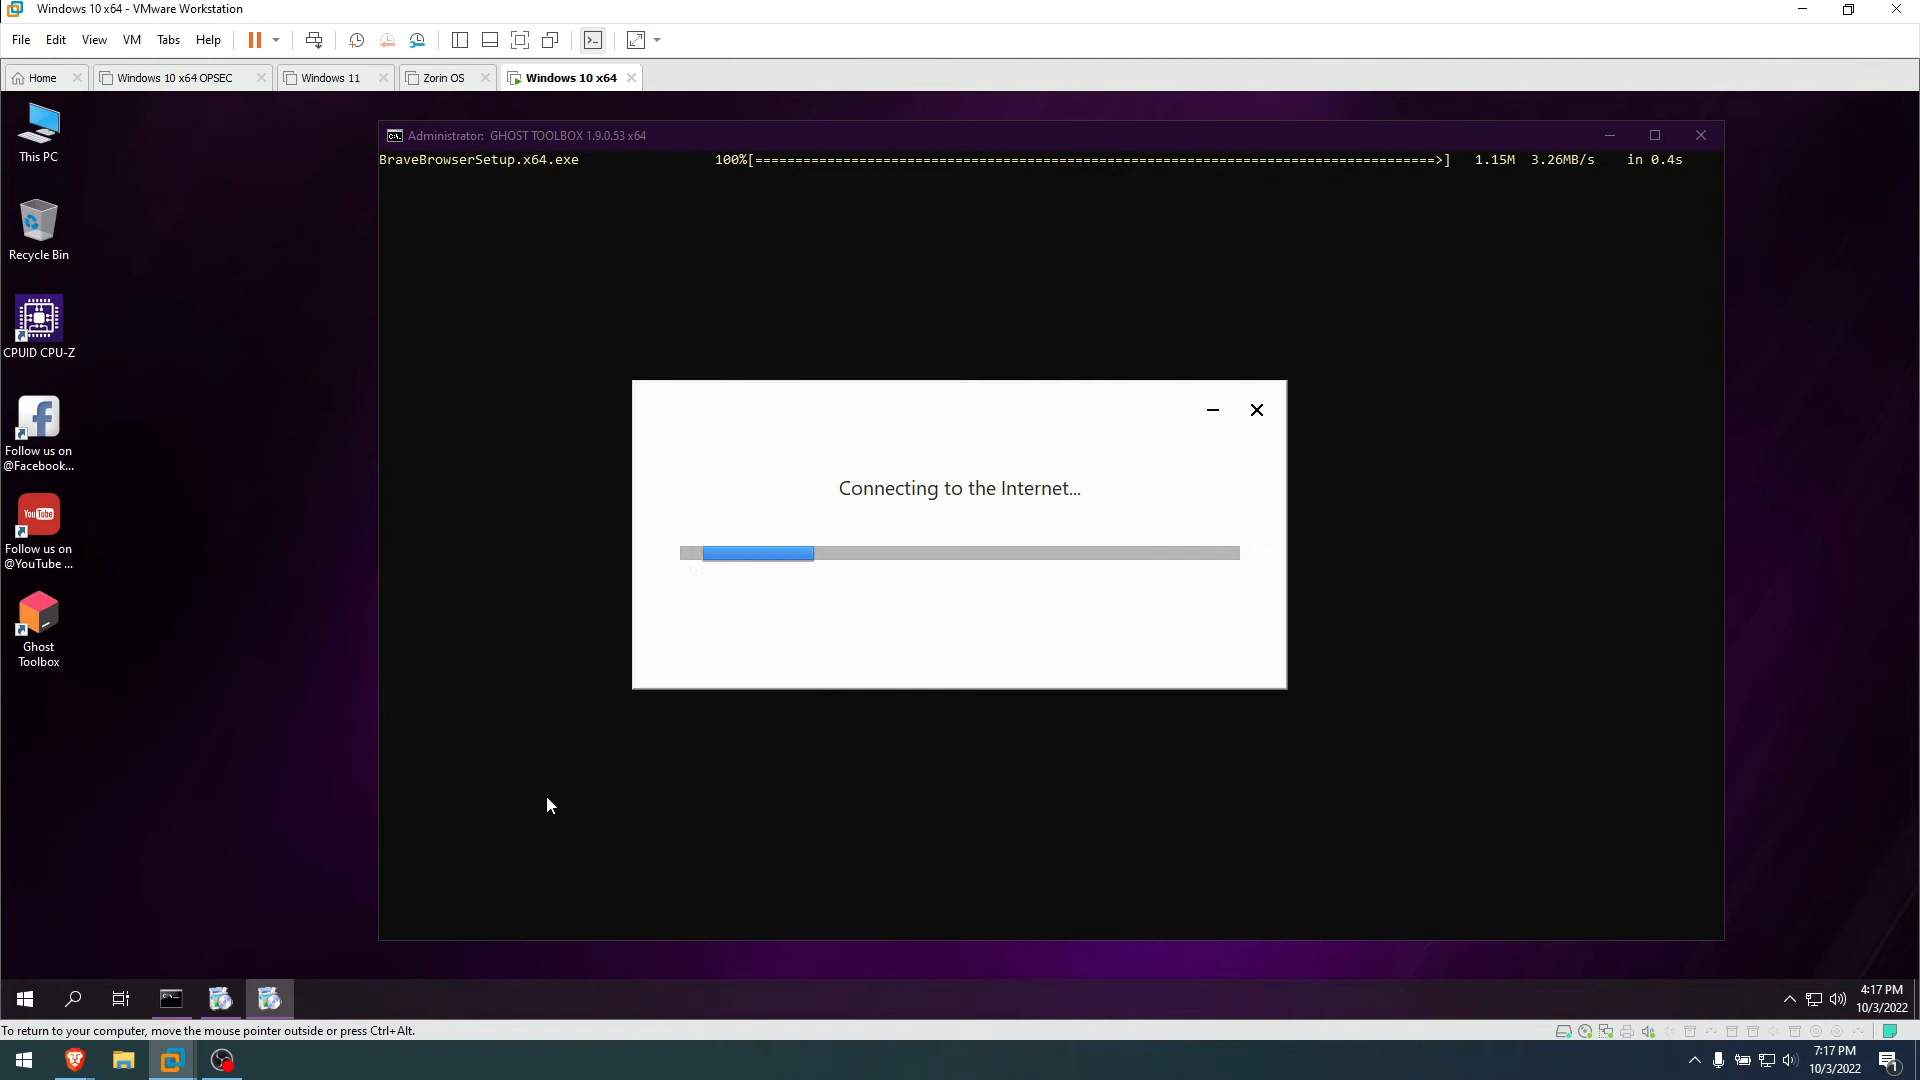 Windows 10 x64 - VMware Workstation
File Edit View VM Tabs Help
Home Windows 10 x64 OPSEC Windows 11 Zorin OS Windows 10 x64
This PC
Recycle Bin
CPUID CPU-Z
Follow us on
@Facebook...
You Tube
Follow us on
@YouTube ...
Ghost
Toolbox
Administrator: GHOST TOOLBOX 1.9.0.53 x64
BraveBrowserSetup.x64.exe 100%[=====================================================================================>] 1.15M 3.26MB/s in 0.4s
Connecting to the Internet...
4:17 PM
10/3/2022
To return to your computer, move the mouse pointer outside or press Ctrl+Alt.
7:17 PM
10/3/2022
1